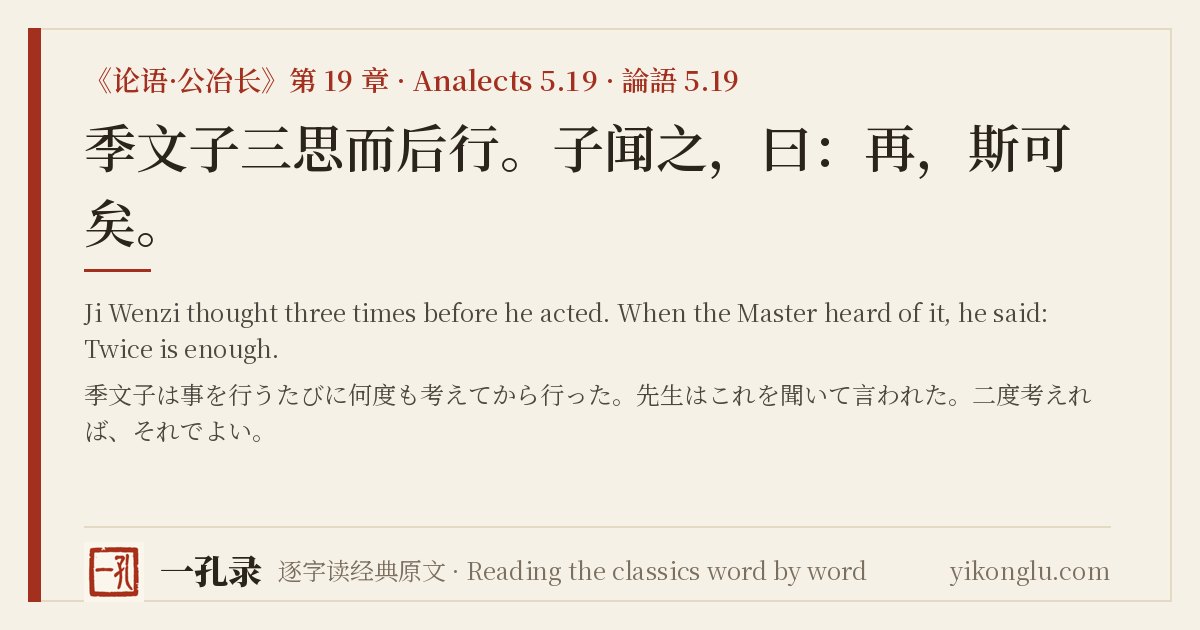 《论语·公冶长》第 19 章 · Analects 5.19 · 論語 5.19
季文子三思而后行。子闻之，曰：再，斯可
矣。
Ji Wenzi thought three times before he acted. When the Master heard of it, he said:
Twice is enough.
季文子は事を行うたびに何度も考えてから行った。先生はこれを聞いて言われた。二度考えれ
ば、それでよい。
一孔 一孔录 逐字读经典原文 · Reading the classics word by word yikonglu.com